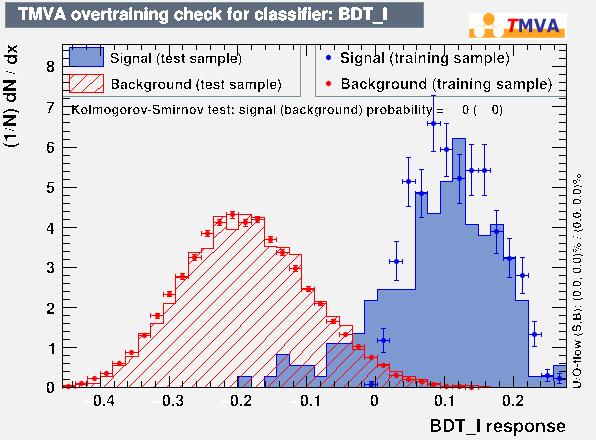 TMVA overtraining check for classifier: BDT_I
TMVA
Signal (test sample)
Background (test sample)
Signal (training sample)
Background (training sample)
Kolmogorov-Smirnov test: signal (background) probability = 0 ( 0)
(1/N) dN / dx
8
7
6
5
4
3
2
1
0
0.4 0.3 0.2 0.1 0 0.1 0.2
BDT_I response
U/O-flow (S,B): (0.0, 0.0)% / (0.0, 0.0)%